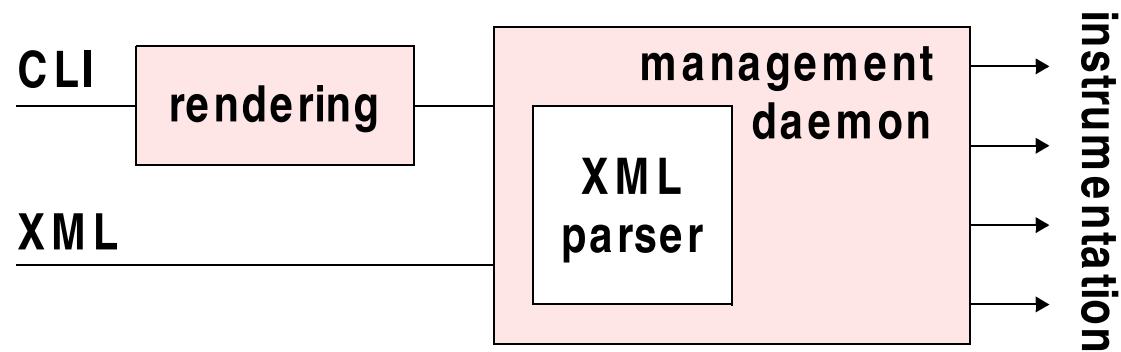 CLI
rendering
management
daemon
XML
parser
XML
instrumentation